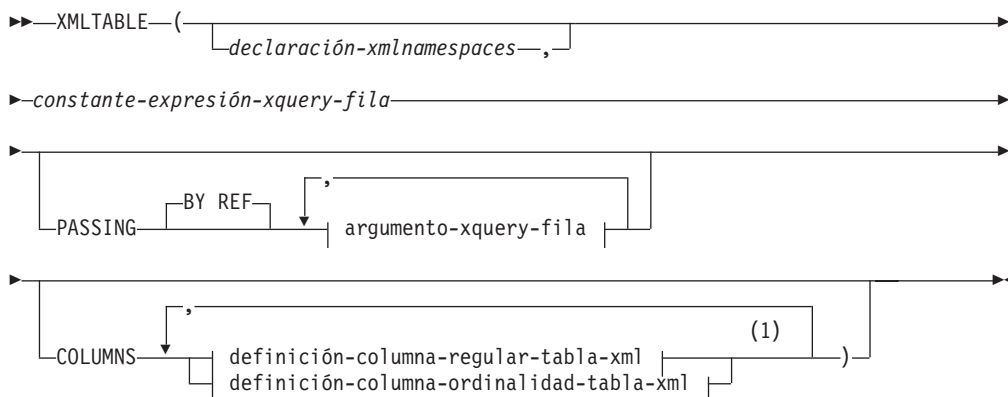 XMLTABLE (
declaración-xmlnamespaces ,
constante-expresión-xquery-fila
,
BY REF
PASSING argumento-xquery-fila
,
(1)
COLUMNS definición-columna-regular-tabla-xml )
definición-columna-ordinalidad-tabla-xml